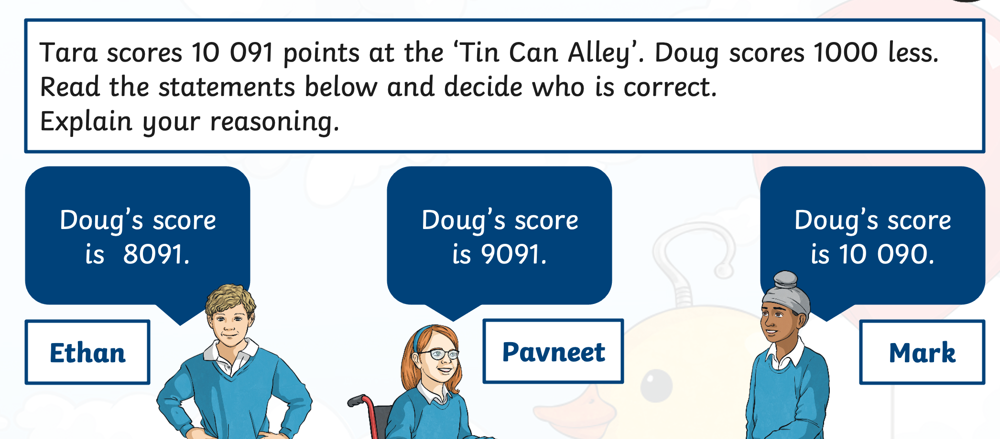 Tara scores 10 091 points at the ‘Tin Can Alley’. Doug scores 1000 less.
Read the statements below and decide who is correct.
Explain your reasoning.
Doug’s score
is 8091.
Doug’s score
is 9091.
Doug’s score
is 10 090.
Ethan
Pavneet
Mark